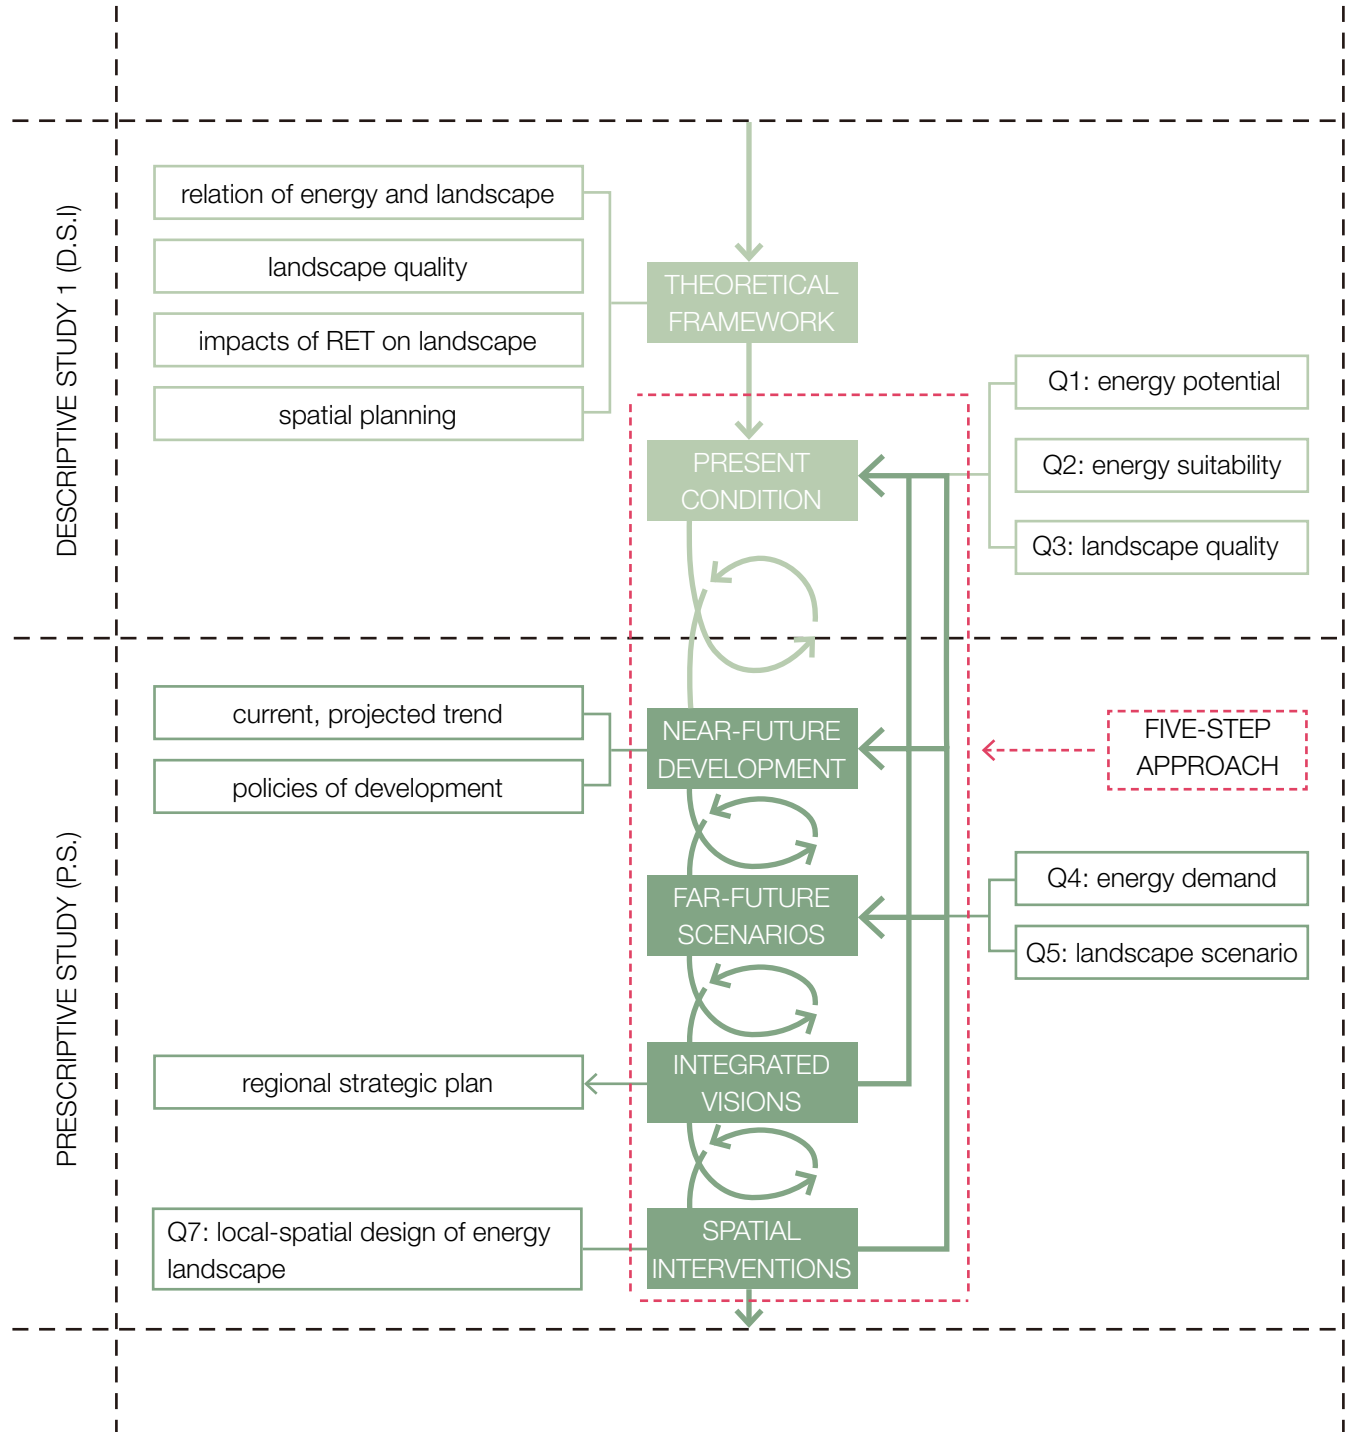 DESCRIPTIVE STUDY 1 (D.S.I)
relation of energy and landscape
landscape quality
impacts of RET on landscape
spatial planning
THEORETICAL
FRAMEWORK
PRESENT
CONDITION
Q1: energy potential
Q2: energy suitability
Q3: landscape quality
PRESCRIPTIVE STUDY (P.S.)
current, projected trend
policies of development
NEAR-FUTURE
DEVELOPMENT
FIVE-STEP
APPROACH
FAR-FUTURE
SCENARIOS
Q4: energy demand
Q5: landscape scenario
regional strategic plan
INTEGRATED
VISIONS
Q7: local-spatial design of energy
landscape
SPATIAL
INTERVENTIONS